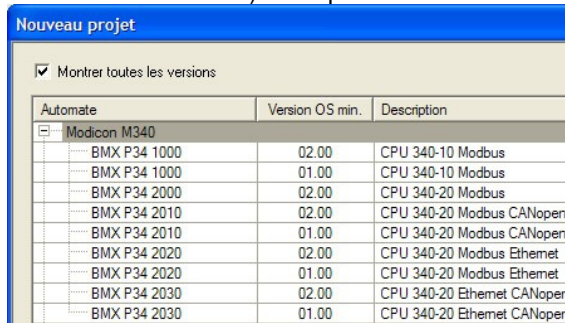 Nouveau projet
Montrer toutes les versions
Automate Version OS min. Description
Modicon M340
BMX P34 1000 02.00 CPU 340-10 Modbus
BMX P34 1000 01.00 CPU 340-10 Modbus
BMX P34 2000 02.00 CPU 340-20 Modbus
BMX P34 2010 02.00 CPU 340-20 Modbus CANopen
BMX P34 2010 01.00 CPU 340-20 Modbus CANopen
BMX P34 2020 02.00 CPU 340-20 Modbus Ethernet
BMX P34 2020 01.00 CPU 340-20 Modbus Ethernet
BMX P34 2030 02.00 CPU 340-20 Ethernet CANopen
BMX P34 2030 01.00 CPU 340-20 Ethernet CANopen